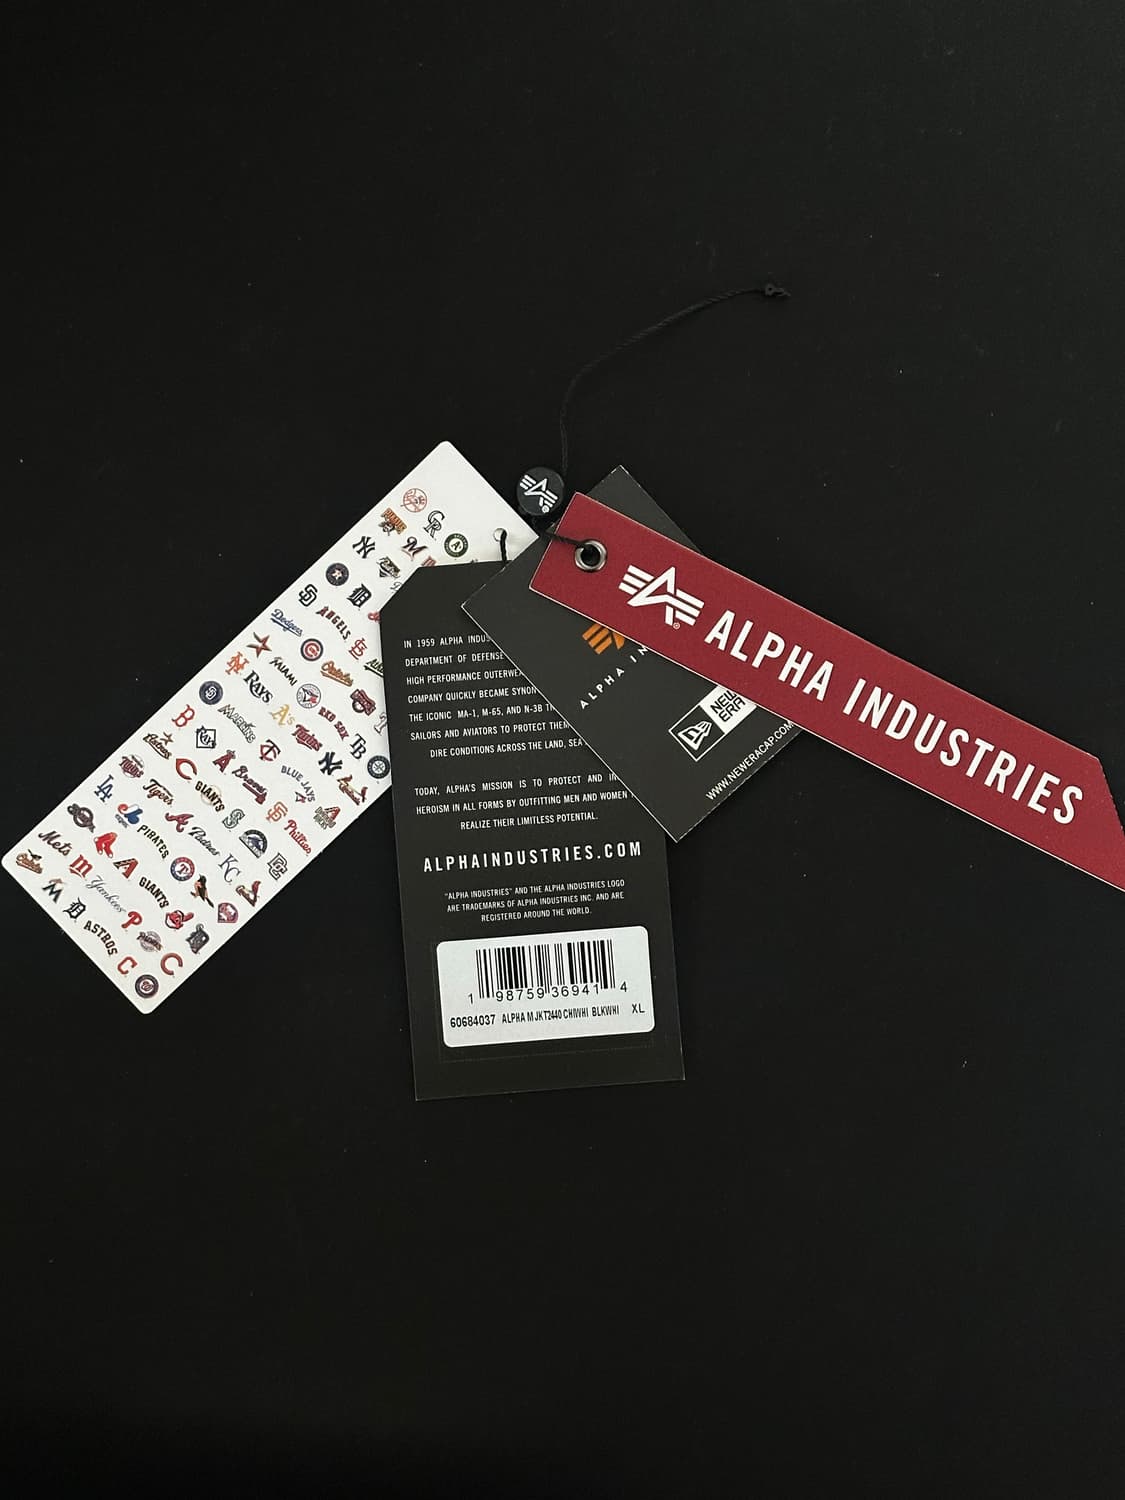 IN 1959 ALPHA INDUS
DEPARTMENT OF DEFENSE
HIGH PERFORMANCE OUTERWEA
COMPANY QUICKLY BECAME SYNON
THE ICONIC MA-1, M-65, AND N-3B
SAILORS AND AVIATORS TO PROTECT THEM
DIRE CONDITIONS ACROSS THE LAND, SEA
TODAY, ALPHA'S MISSION IS TO PROTECT AND IN
HEROISM IN ALL FORMS BY OUTFITTING MEN AND WOMEN
REALIZE THEIR LIMITLESS POTENTIAL.
ALPHAINDUSTRIES.COM
"ALPHA INDUSTRIES" AND THE ALPHA INDUSTRIES LOGO
ARE TRADEMARKS OF ALPHA INDUSTRIES INC. AND ARE
REGISTERED AROUND THE WORLD.
1 98759 36941 4
60684037 ALPHA M JKT2440 CHIWHI BLKWHI XL
ALPHA IN
NEW
ERA
WWW.NEWERACAP.COM
ALPHA INDUSTRIES
Dodgers
ANGELS
MIAMI
Orioles
RAYS
RED SOX
MARLINS
A's
Twins
Braves
BLUE JAYS
Astros
GIANTS
Phillies
Twins
Tigers
PIRATES
Padres
KC
Mets
Yankees
GIANTS
Orioles
ASTROS